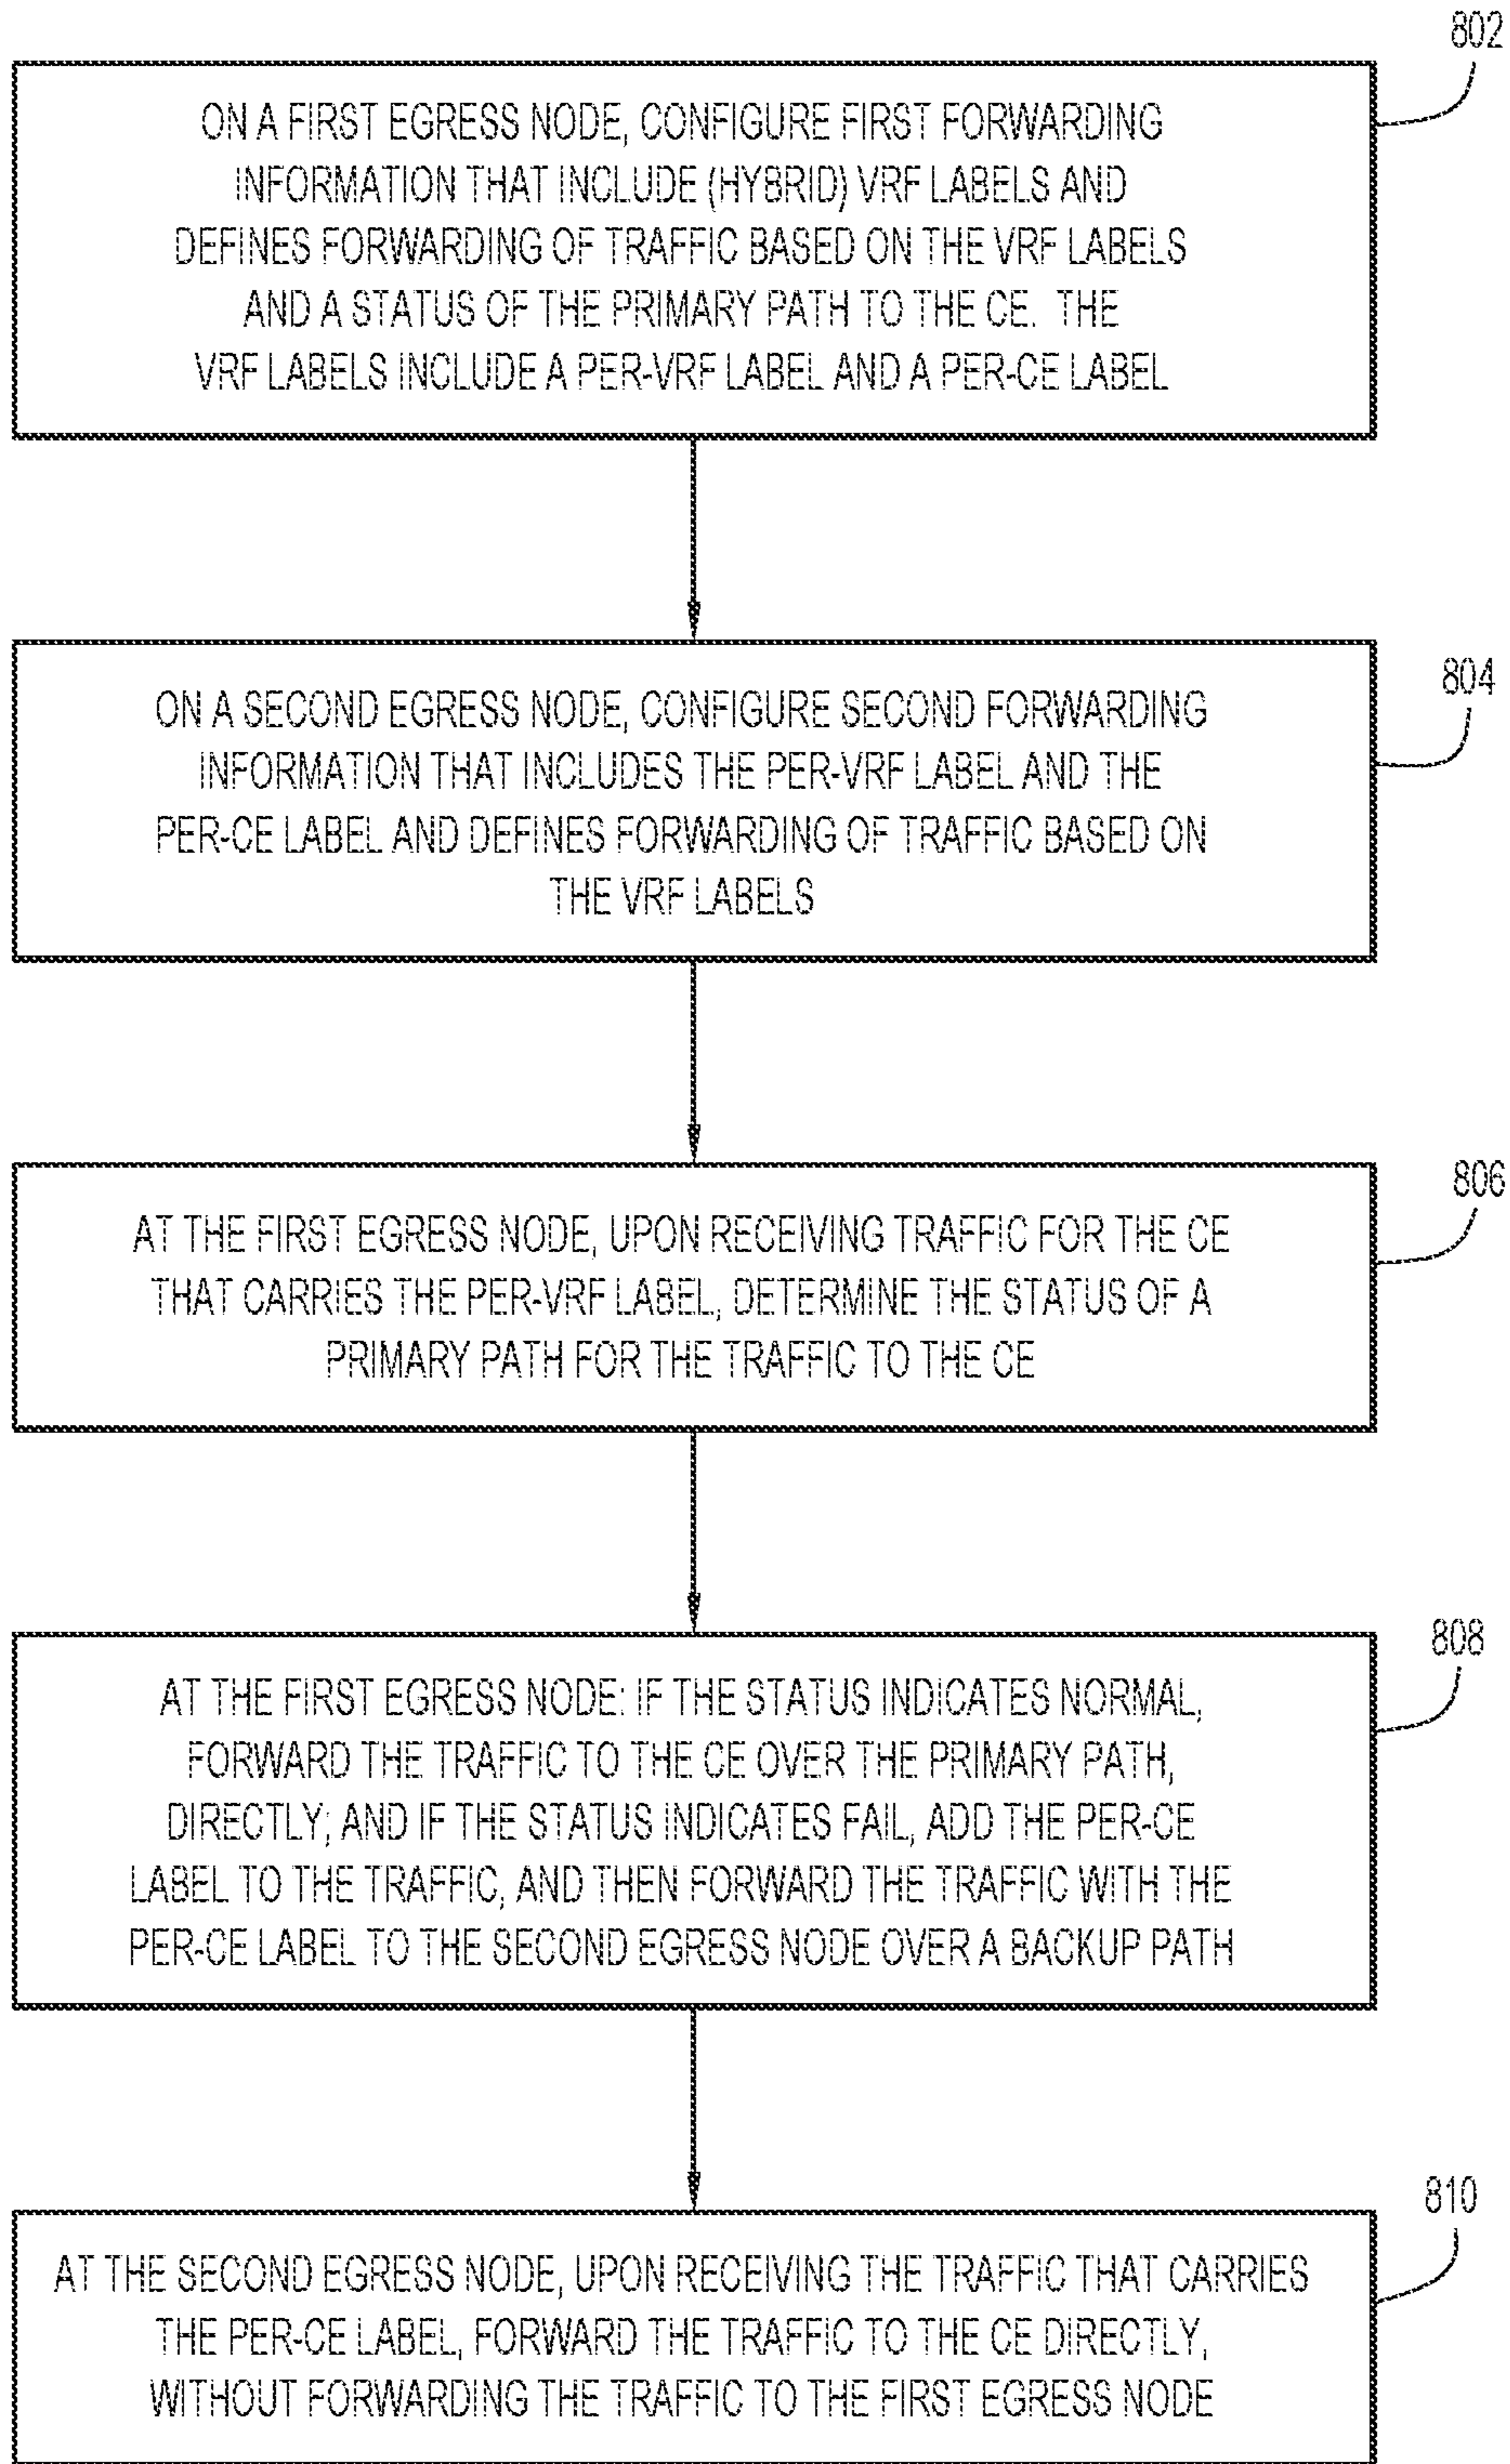 802
ON A FIRST EGRESS NODE, CONFIGURE FIRST FORWARDING
INFORMATION THAT INCLUDE (HYBRID) VRF LABELS AND
DEFINES FORWARDING OF TRAFFIC BASED ON THE VRF LABELS
AND A STATUS OF THE PRIMARY PATH TO THE CE. THE
VRF LABELS INCLUDE A PER-VRF LABEL AND A PER-CE LABEL
804
ON A SECOND EGRESS NODE, CONFIGURE SECOND FORWARDING
INFORMATION THAT INCLUDES THE PER-VRF LABEL AND THE
PER-CE LABEL AND DEFINES FORWARDING OF TRAFFIC BASED ON
THE VRF LABELS
806
AT THE FIRST EGRESS NODE, UPON RECEIVING TRAFFIC FOR THE CE
THAT CARRIES THE PER-VRF LABEL, DETERMINE THE STATUS OF A
PRIMARY PATH FOR THE TRAFFIC TO THE CE
808
AT THE FIRST EGRESS NODE: IF THE STATUS INDICATES NORMAL,
FORWARD THE TRAFFIC TO THE CE OVER THE PRIMARY PATH,
DIRECTLY; AND IF THE STATUS INDICATES FAIL, ADD THE PER-CE
LABEL TO THE TRAFFIC, AND THEN FORWARD THE TRAFFIC WITH THE
PER-CE LABEL TO THE SECOND EGRESS NODE OVER A BACKUP PATH
810
AT THE SECOND EGRESS NODE, UPON RECEIVING THE TRAFFIC THAT CARRIES
THE PER-CE LABEL, FORWARD THE TRAFFIC TO THE CE DIRECTLY,
WITHOUT FORWARDING THE TRAFFIC TO THE FIRST EGRESS NODE